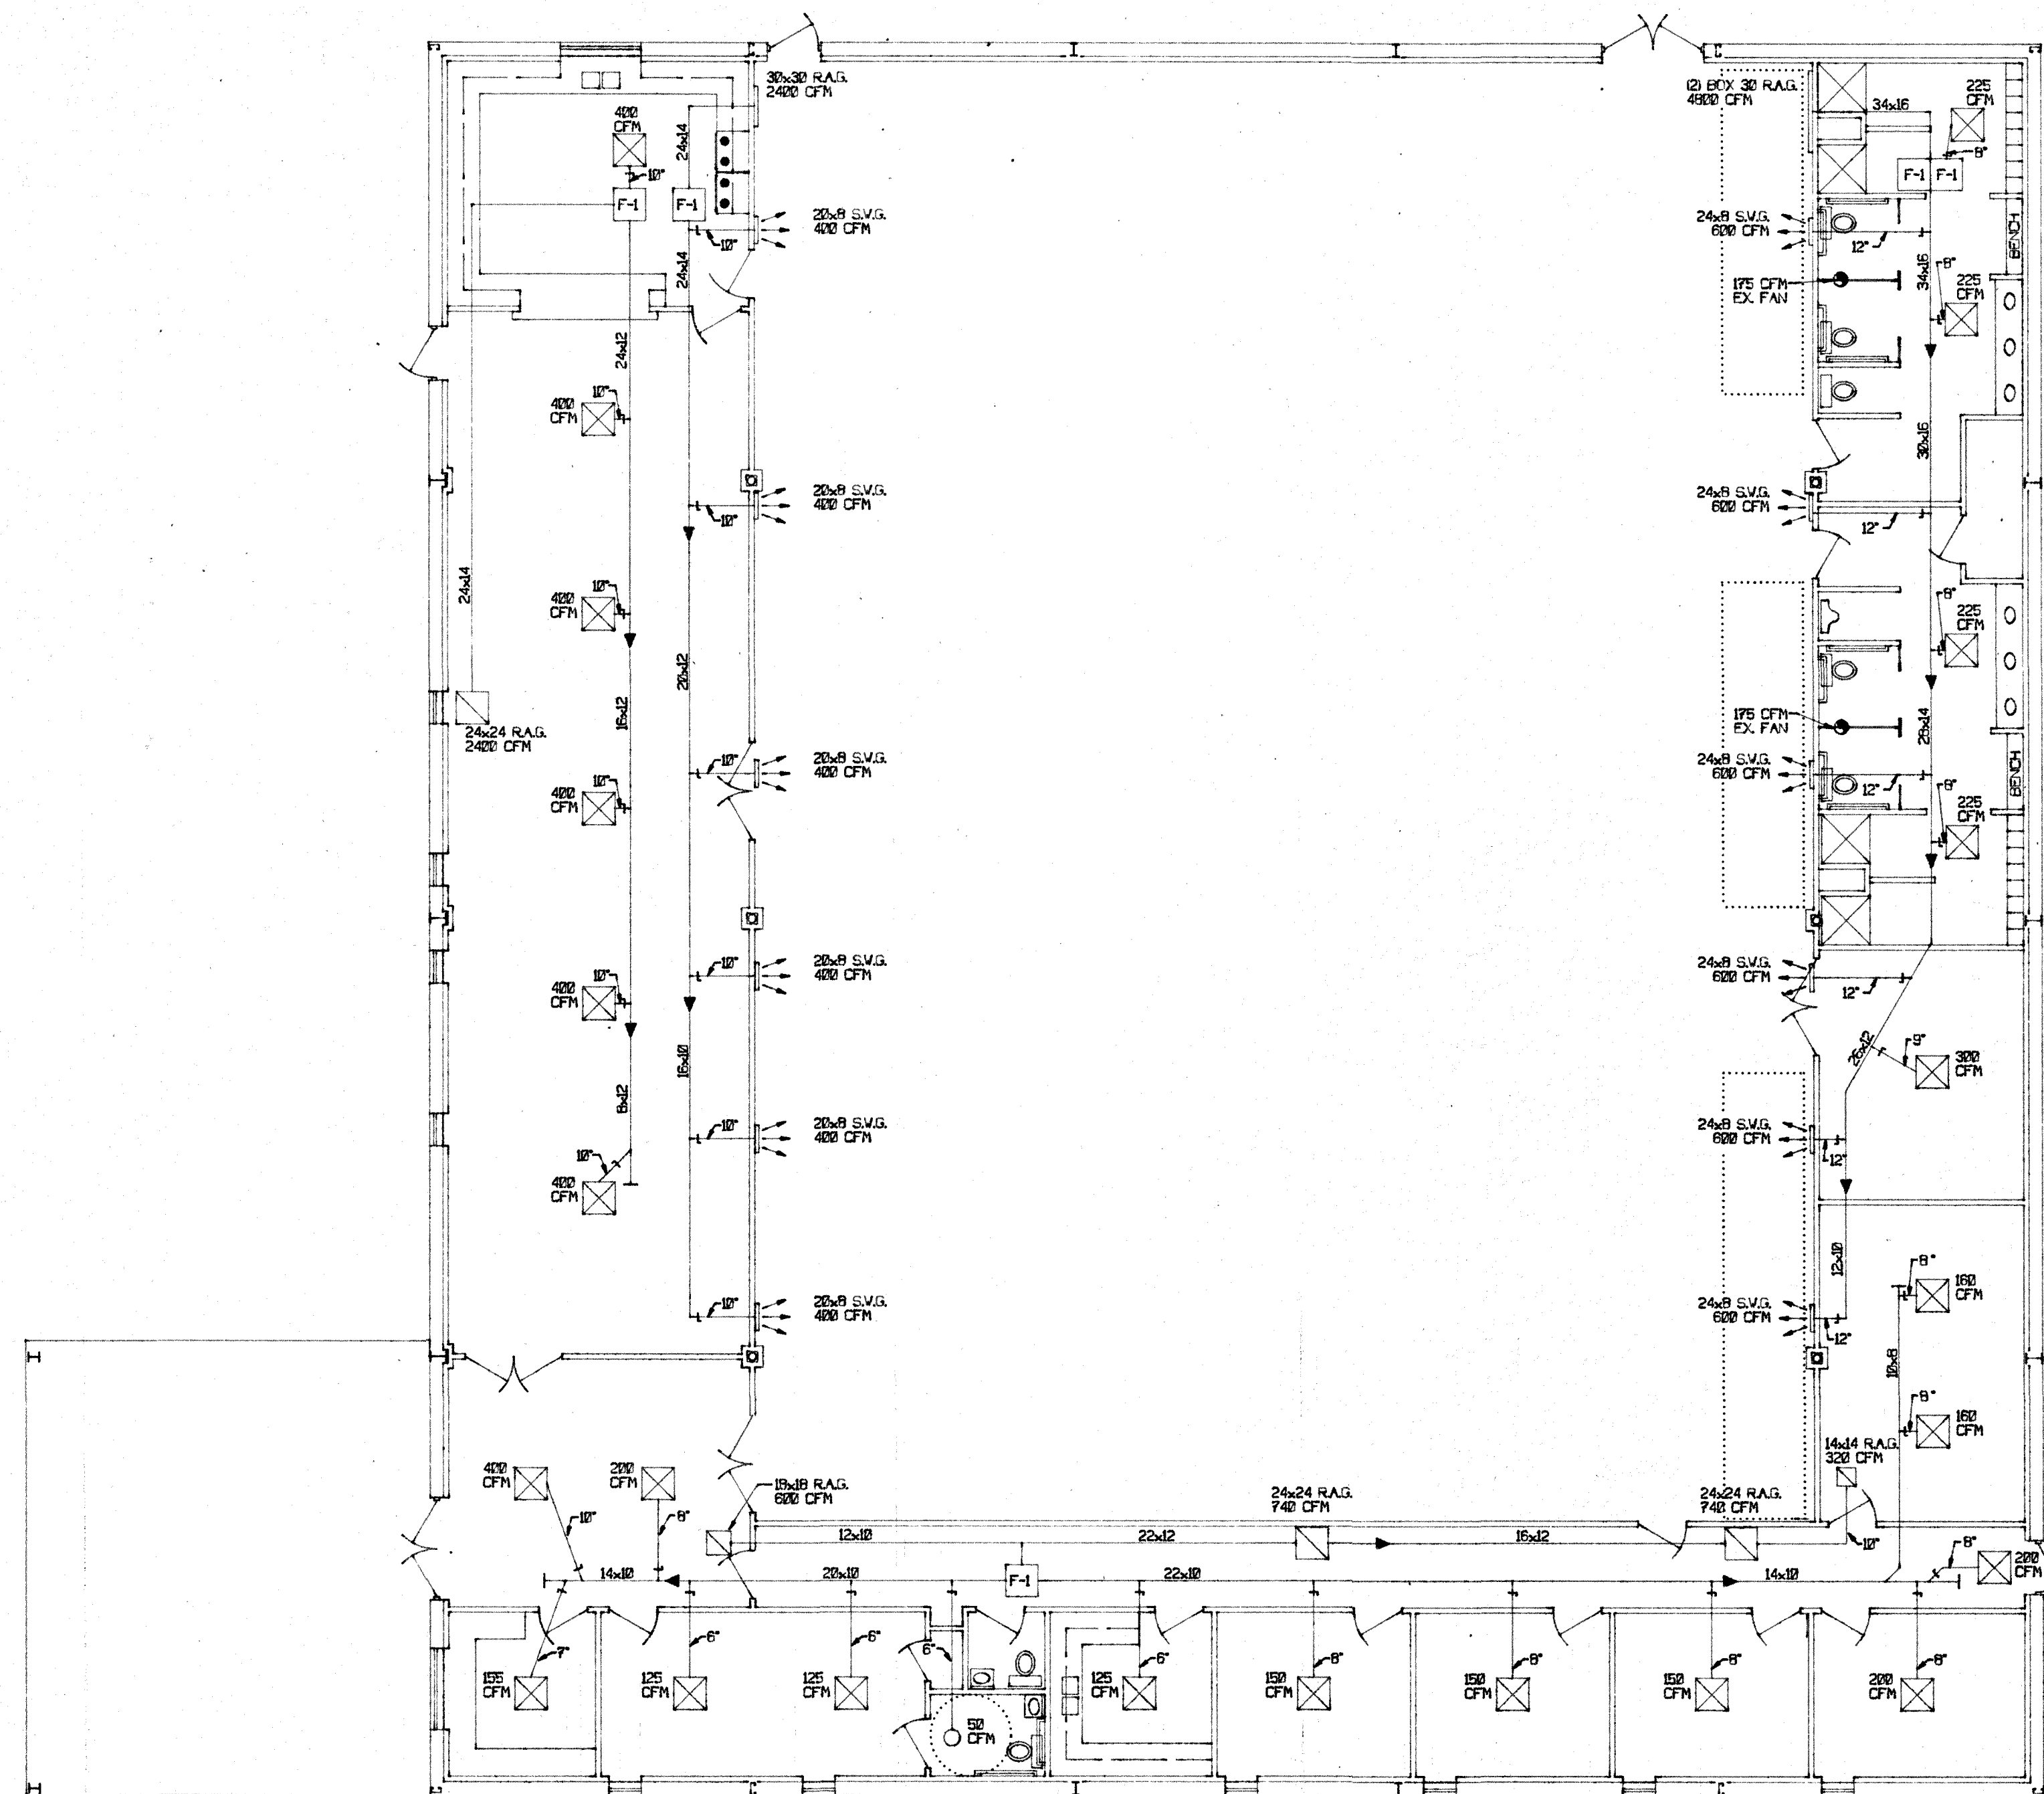 30x30 R.A.G.
2400 CFM
(2) BOX 30 R.A.G.
4800 CFM
34x16
225
CFM
8"
400
CFM
24x14
10"
F-1
F-1
F-1
F-1
20x8 S.W.G.
400 CFM
10"
24x8 S.W.G.
600 CFM
12"
BENCH
24x14
34x16
8"
175 CFM
EX. FAN
225
CFM
24x12
10"
400
CFM
30x16
20x8 S.W.G.
400 CFM
10"
24x8 S.W.G.
600 CFM
12"
24x14
10"
400
CFM
8"
225
CFM
20x12
16x12
24x24 R.A.G.
2400 CFM
175 CFM
EX. FAN
28x14
20x8 S.W.G.
400 CFM
10"
24x8 S.W.G.
600 CFM
12"
BENCH
10"
400
CFM
8"
225
CFM
20x8 S.W.G.
400 CFM
10"
24x8 S.W.G.
600 CFM
12"
10"
400
CFM
16x10
26x12
9"
300
CFM
8x12
20x8 S.W.G.
400 CFM
10"
24x8 S.W.G.
600 CFM
12"
10"
400
CFM
12x10
8"
160
CFM
20x8 S.W.G.
400 CFM
10"
24x8 S.W.G.
600 CFM
12"
10x8
8"
160
CFM
14x14 R.A.G.
320 CFM
400
CFM
200
CFM
18x18 R.A.G.
600 CFM
24x24 R.A.G.
740 CFM
24x24 R.A.G.
740 CFM
10"
8"
12x10
22x12
16x12
10"
8"
200
CFM
14x10
20x10
F-1
22x10
14x10
7"
6"
6"
6"
6"
8"
8"
8"
8"
155
CFM
125
CFM
125
CFM
50
CFM
125
CFM
150
CFM
150
CFM
150
CFM
200
CFM